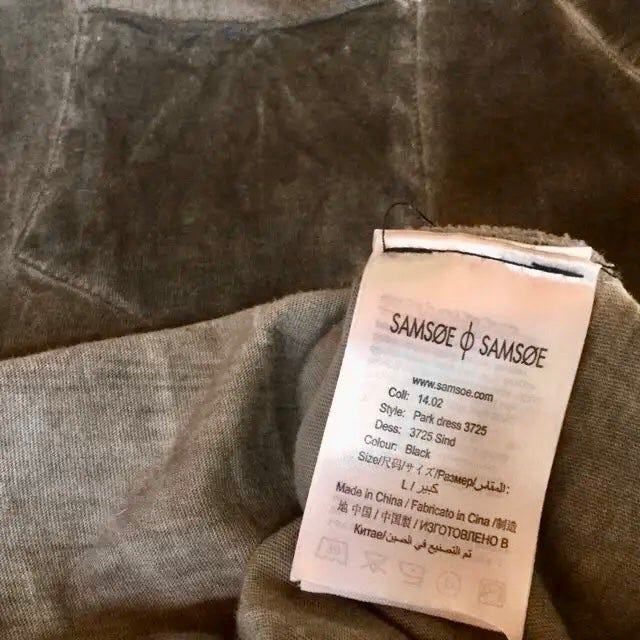 SAMSØE ϕ SAMSØE
www.samsoe.com
Coll: 14.02
Style: Park dress 3725
Dess: 3725 Sind
Colour: Black
Size/尺码/サイズ/Размер/المقاس:
L / كبير
Made in China / Fabricated in Cina / 制造
地 中国 / 中国製 / ИЗГОТОВЛЕНО В
Китае/ تم التصنيع في الصين